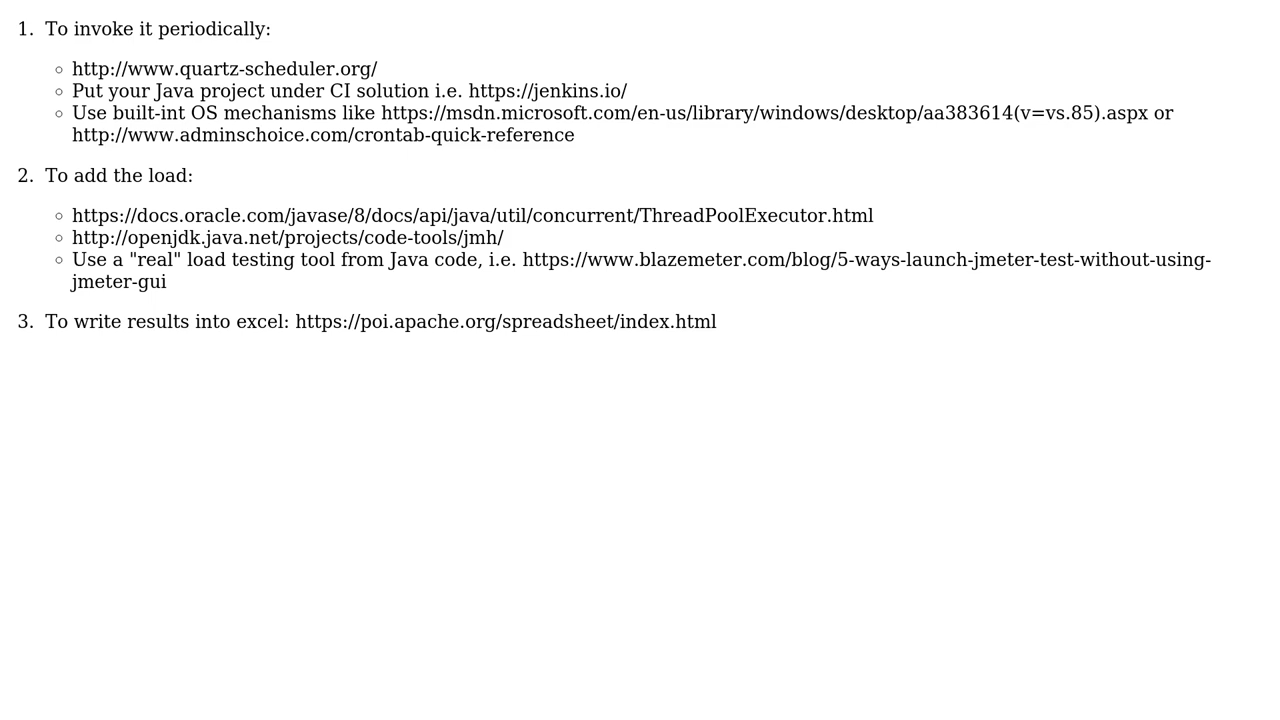 1. To invoke it periodically:
○ http://www.quartz-scheduler.org/
○ Put your Java project under CI solution i.e. https://jenkins.io/
○ Use built-int OS mechanisms like https://msdn.microsoft.com/en-us/library/windows/desktop/aa383614(v=vs.85).aspx or
http://www.adminschoice.com/crontab-quick-reference
2. To add the load:
○ https://docs.oracle.com/javase/8/docs/api/java/util/concurrent/ThreadPoolExecutor.html
○ http://openjdk.java.net/projects/code-tools/jmh/
○ Use a "real" load testing tool from Java code, i.e. https://www.blazemeter.com/blog/5-ways-launch-jmeter-test-without-using-
jmeter-gui
3. To write results into excel: https://poi.apache.org/spreadsheet/index.html